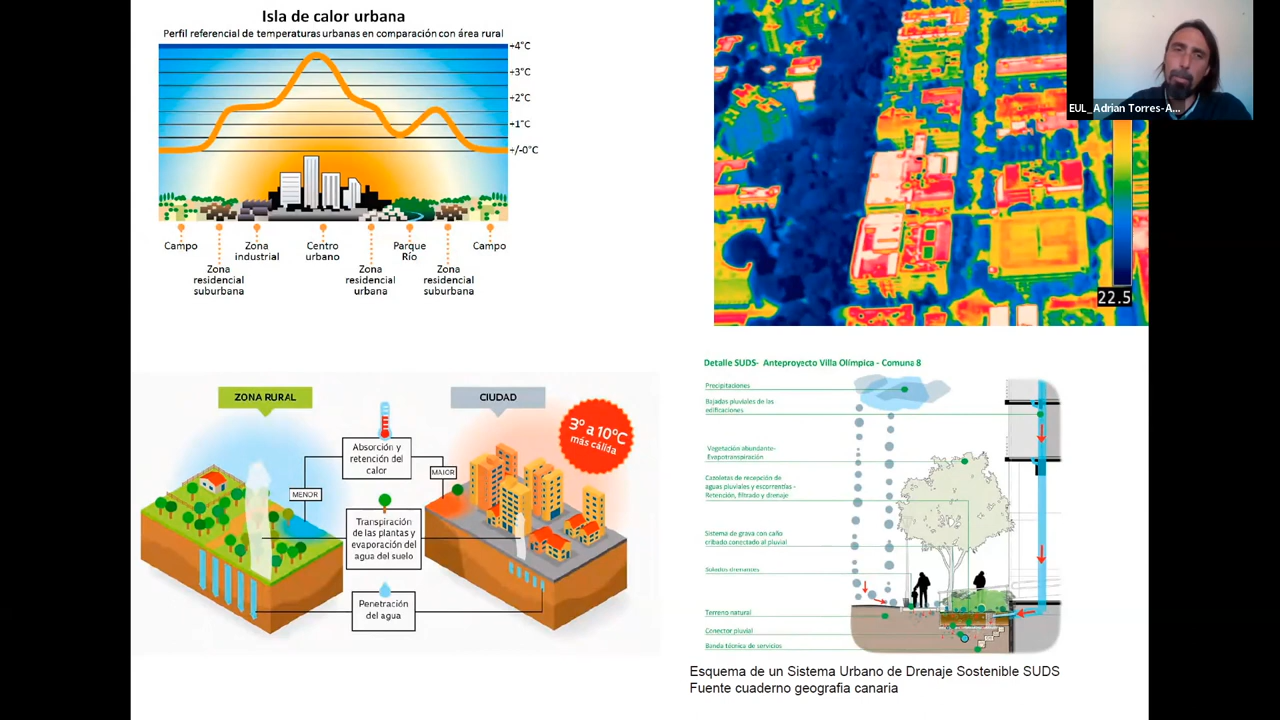 Isla de calor urbana
Perfil referencial de temperaturas urbanas en comparación con área rural
+4°C
+3°C
+2°C
+1°C
+/-0°C
Campo
Zona
residencial
suburbana
Zona
industrial
Centro
urbano
Zona
residencial
urbana
Parque
Río
Zona
residencial
suburbana
Campo
22.5
EUL_Adrian Torres-A...
ZONA RURAL
CIUDAD
3º a 10ºC
más cálida
Absorción y
retención del
calor
MENOR
MAIOR
Transpiración
de las plantas y
evaporación del
agua del suelo
Penetración
del agua
Detalle SUDS- Anteproyecto Villa Olímpica - Comuna 8
Precipitaciones
Bajadas pluviales de las
edificaciones
Vegetación abundante-
Evapotranspiración
Cazoletas de recepción de
aguas pluviales y escorrentías -
Retención, filtrado y drenaje
Sistema de grava con caño
cribado conectado al pluvial
Solados drenantes
Terreno natural
Conector pluvial
Banda técnica de servicios
Esquema de un Sistema Urbano de Drenaje Sostenible SUDS
Fuente cuaderno geografia canaria